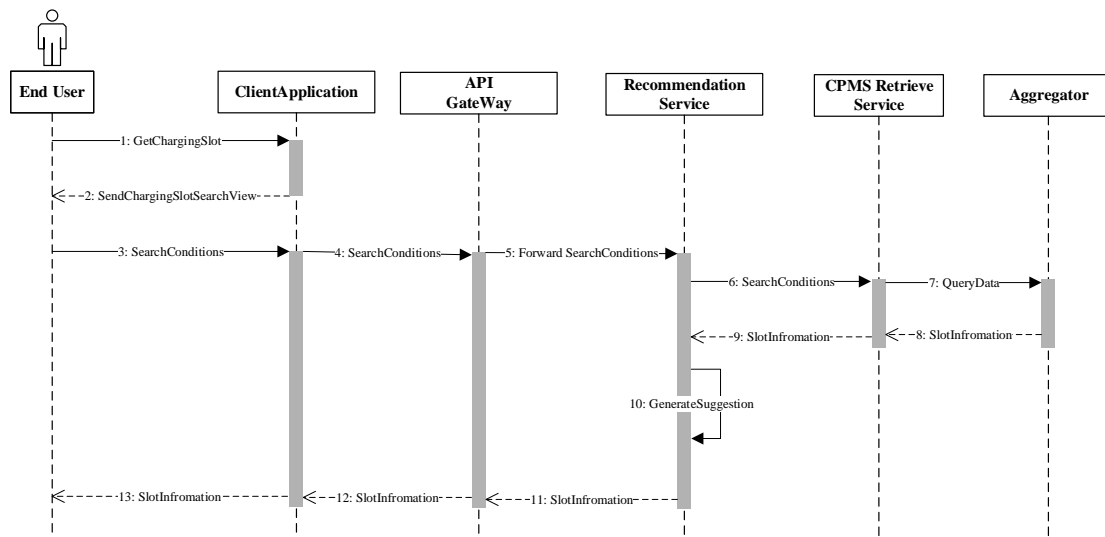 End User
ClientApplication
API
GateWay
Recommendation
Service
CPMS Retrieve
Service
Aggregator
1: GetChargingSlot
2: SendChargingSlotSearchView
3: SearchConditions
4: SearchConditions
5: Forward SearchConditions
6: SearchConditions
7: QueryData
8: SlotInfromation
9: SlotInfromation
10: GenerateSuggestion
11: SlotInfromation
12: SlotInfromation
13: SlotInfromation